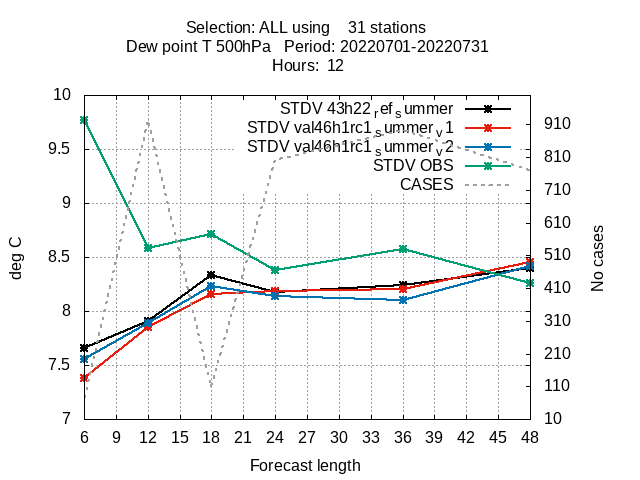 Selection: ALL using 31 stations
Dew point T 500hPa Period: 20220701-20220731
Hours: 12
STDV 43h22_ref_summer
STDV val46h1rc1_summer_v1
STDV val46h1rc1_summer_v2
STDV OBS
CASES
10
9.5
9
8.5
8
7.5
7
deg C
910
810
710
610
510
410
310
210
110
10
No cases
6 9 12 15 18 21 24 27 30 33 36 39 42 45 48
Forecast length